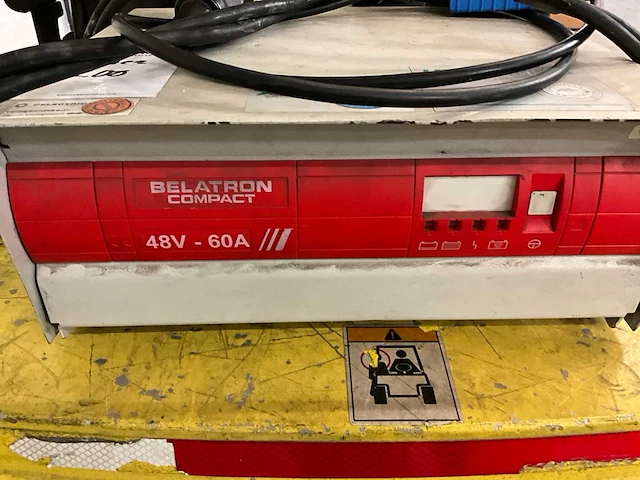 BELATRON
COMPACT
48V - 60A